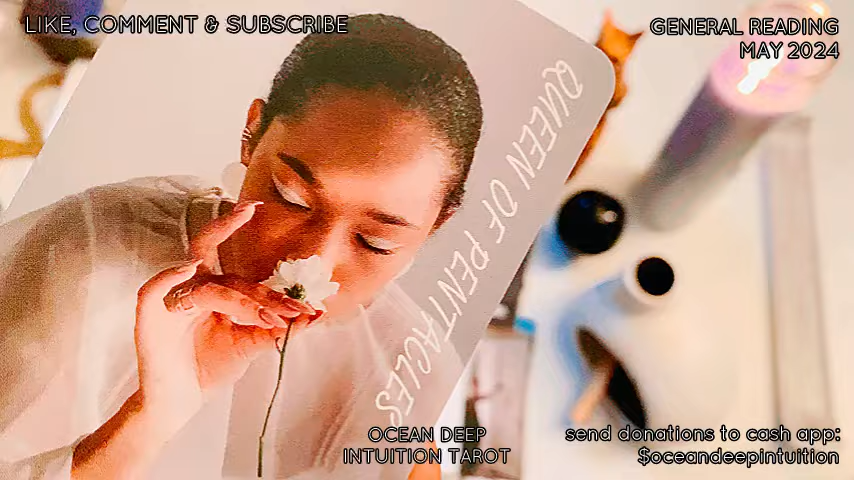 LIKE, COMMENT & SUBSCRIBE
GENERAL READING
MAY 2024
QUEEN OF PENTACLES
OCEAN DEEP
INTUITION TAROT
send donations to cash app:
$oceandeepintuition